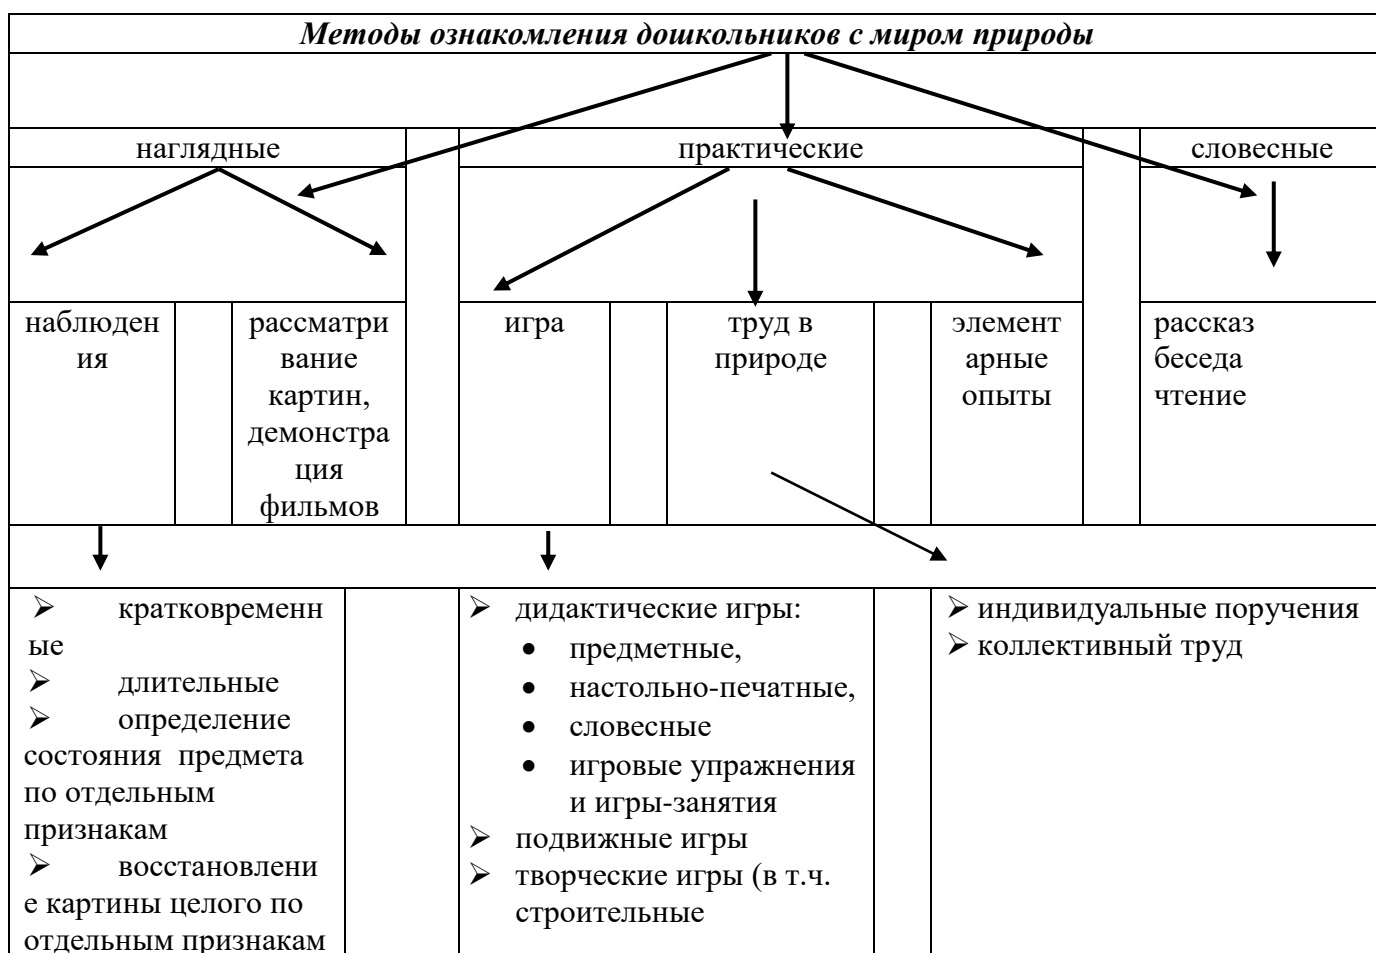 Методы ознакомления дошкольников с миром природы
наглядные
практические
словесные
наблюден
ия
рассматри
вание
картин,
демонстра
ция
фильмов
игра
труд в
природе
элемент
арные
опыты
рассказ
беседа
чтение
➢ кратковременн
ые
➢ длительные
➢ определение
состояния предмета
по отдельным
признакам
➢ восстановлени
е картины целого по
отдельным признакам
➢ дидактические игры:
• предметные,
• настольно-печатные,
• словесные
• игровые упражнения
и игры-занятия
➢ подвижные игры
➢ творческие игры (в т.ч.
строительные
➢ индивидуальные поручения
➢ коллективный труд